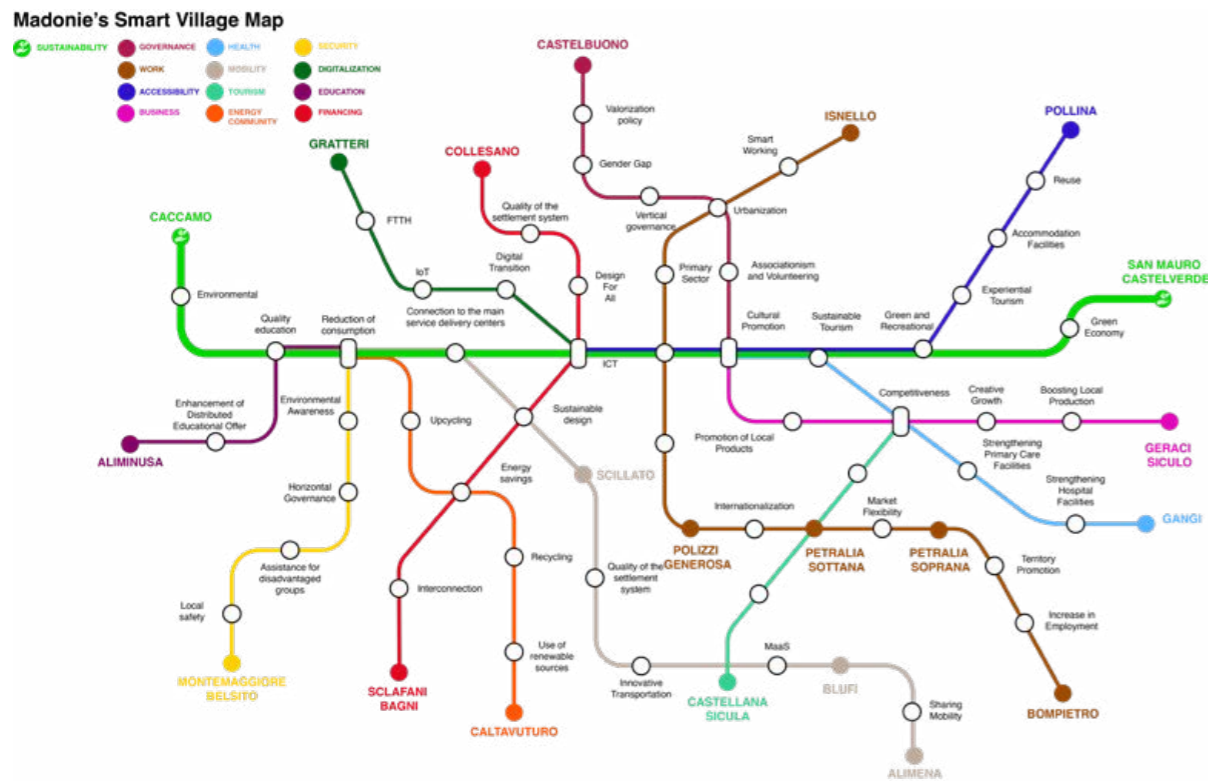 Madonie's Smart Village Map
SUSTAINABILITY
GOVERNANCE
HEALTH
SECURITY
WORK
MOBILITY
DIGITALIZATION
ACCESSIBILITY
TOURISM
EDUCATION
BUSINESS
ENERGY
COMMUNITY
FINANCING
CASTELBUONO
Valorization
policy
Gender Gap
Vertical
governance
Urbanization
ISNELLO
Smart
Working
POLLINA
Reuse
Accommodation
Facilities
Experiential
Tourism
GRATTERI
FTTH
IoT
Digital
Transition
COLLESANO
Quality of the
settlement system
Design
For
All
Primary
Sector
Associationism
and Volunteering
CACCAMO
Environmental
SAN MAURO
CASTELVERDE
Green
Economy
Quality
education
Reduction of
consumption
Connection to the main
service delivery centers
ICT
Cultural
Promotion
Sustainable
Tourism
Green and
Recreational
Enhancement of
Distributed
Educational Offer
ALIMINUSA
Environmental
Awareness
Upcycling
Sustainable
design
Competitiveness
Creative
Growth
Boosting Local
Production
Promotion of Local
Products
GERACI
SICULO
Strengthening
Primary Care
Facilities
Strengthening
Hospital
Facilities
GANGI
Horizontal
Governance
Energy
savings
SCILLATO
Internationalization
Market
Flexibility
POLIZZI
GENEROSA
PETRALIA
SOTTANA
PETRALIA
SOPRANA
Assistance for
disadvantaged
groups
Interconnection
Recycling
Quality of the
settlement system
Territory
Promotion
Local
safety
Increase in
Employment
MONTEMAGGIORE
BELSITO
SCLAFANI
BAGNI
Use of
renewable
sources
CALTAVUTURO
Innovative
Transportation
MaaS
CASTELLANA
SICULA
BLUFI
Sharing
Mobility
BOMPIETRO
ALIMENA